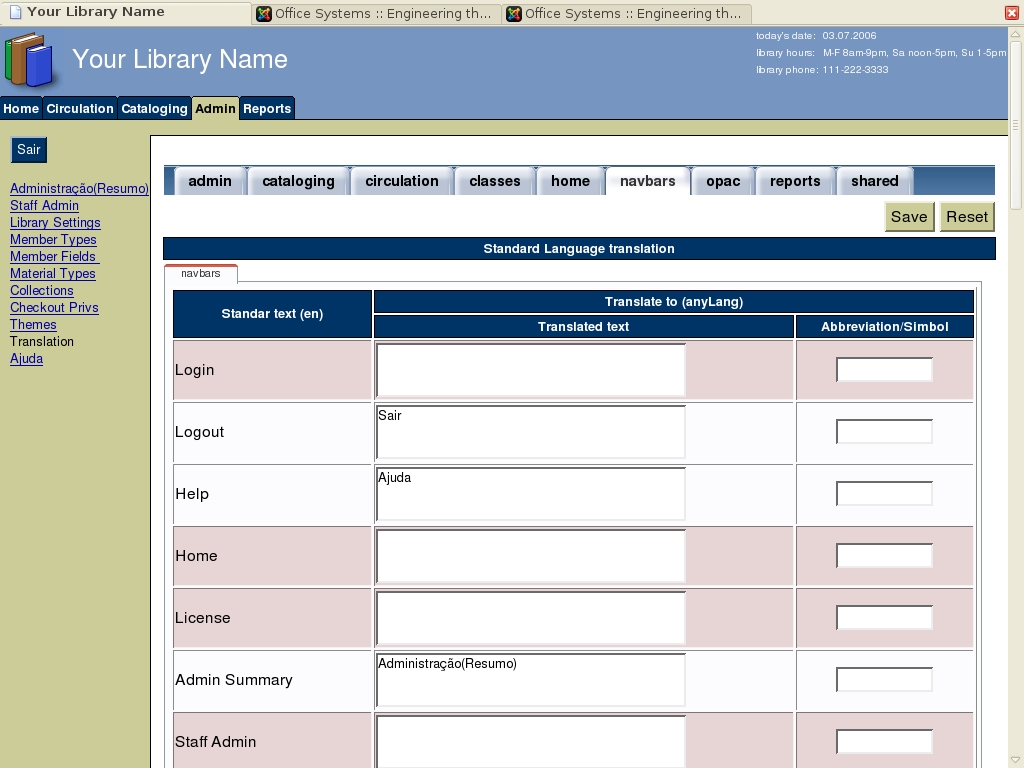 Your Library Name
Office Systems :: Engineering th...
Office Systems :: Engineering th...
Your Library Name
today's date: 03.07.2006
library hours: M-F 8am-9pm, Sa noon-5pm, Su 1-5pm
library phone: 111-222-3333
Home Circulation Cataloging Admin Reports
Sair
Administração(Resumo)
Staff Admin
Library Settings
Member Types
Member Fields
Material Types
Collections
Checkout Privs
Themes
Translation
Ajuda
admin cataloging circulation classes home navbars opac reports shared
Save Reset
Standard Language translation
navbars
Standar text (en)
Translate to (anyLang)
Translated text
Abbreviation/Simbol
Login
Logout
Sair
Help
Ajuda
Home
License
Admin Summary
Administração(Resumo)
Staff Admin